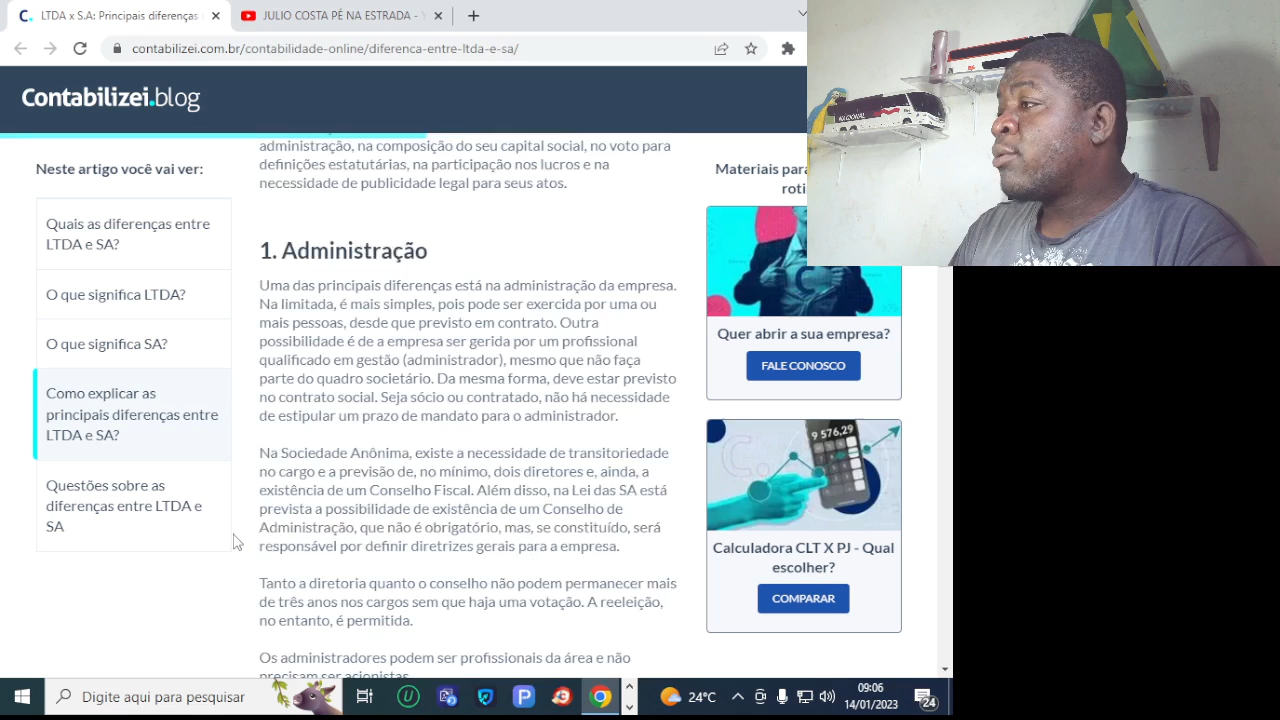 LTDA x S.A: Principais diferenças
JULIO COSTA PÉ NA ESTRADA -
contabilizei.com.br/contabilidade-online/diferenca-entre-ltda-e-sa/
Contabilizei.blog
Neste artigo você vai ver:
Quais as diferenças entre
LTDA e SA?
O que significa LTDA?
O que significa SA?
Como explicar as
principais diferenças entre
LTDA e SA?
Questões sobre as
diferenças entre LTDA e
SA
administração, na composição do seu capital social, no voto para
definições estatutárias, na participação nos lucros e na
necessidade de publicidade legal para seus atos.
1. Administração
Uma das principais diferenças está na administração da empresa.
Na limitada, é mais simples, pois pode ser exercida por uma ou
mais pessoas, desde que previsto em contrato. Outra
possibilidade é de a empresa ser gerida por um profissional
qualificado em gestão (administrador), mesmo que não faça
parte do quadro societário. Da mesma forma, deve estar previsto
no contrato social. Seja sócio ou contratado, não há necessidade
de estipular um prazo de mandato para o administrador.
Na Sociedade Anônima, existe a necessidade de transitoriedade
no cargo e a previsão de, no mínimo, dois diretores e, ainda, a
existência de um Conselho Fiscal. Além disso, na Lei das SA está
prevista a possibilidade de existência de um Conselho de
Administração, que não é obrigatório, mas, se constituído, será
responsável por definir diretrizes gerais para a empresa.
Tanto a diretoria quanto o conselho não podem permanecer mais
de três anos nos cargos sem que haja uma votação. A reeleição,
no entanto, é permitida.
Os administradores podem ser profissionais da área e não
precisam ser acionistas.
Materiais para
roti
Quer abrir a sua empresa?
FALE CONOSCO
9 576,29
Calculadora CLT X PJ - Qual
escolher?
COMPARAR
NACIONAL
Digite aqui para pesquisar
24°C
09:06
14/01/2023
24